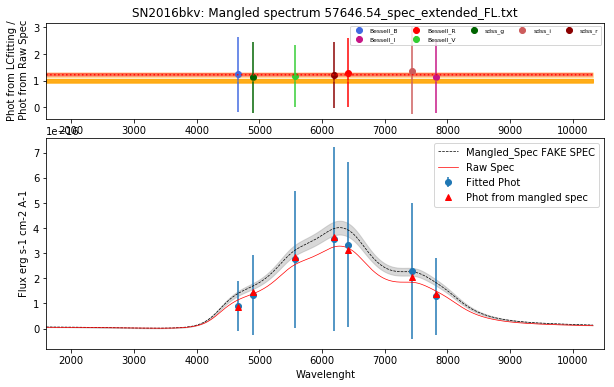 SN2016bkv: Mangled spectrum 57646.54_spec_extended_FL.txt
Phot from LCfitting /
Phot from Raw Spec
3
2
1
0
Bessell_B
Bessell_I
Bessell_R
Bessell_V
sdss_g
sdss_i
sdss_r
2000 3000 4000 5000 6000 7000 8000 9000 10000
1e−16
Flux erg s-1 cm-2 A-1
7
6
5
4
3
2
1
0
Mangled_Spec FAKE SPEC
Raw Spec
Fitted Phot
Phot from mangled spec
2000 3000 4000 5000 6000 7000 8000 9000 10000
Wavelenght